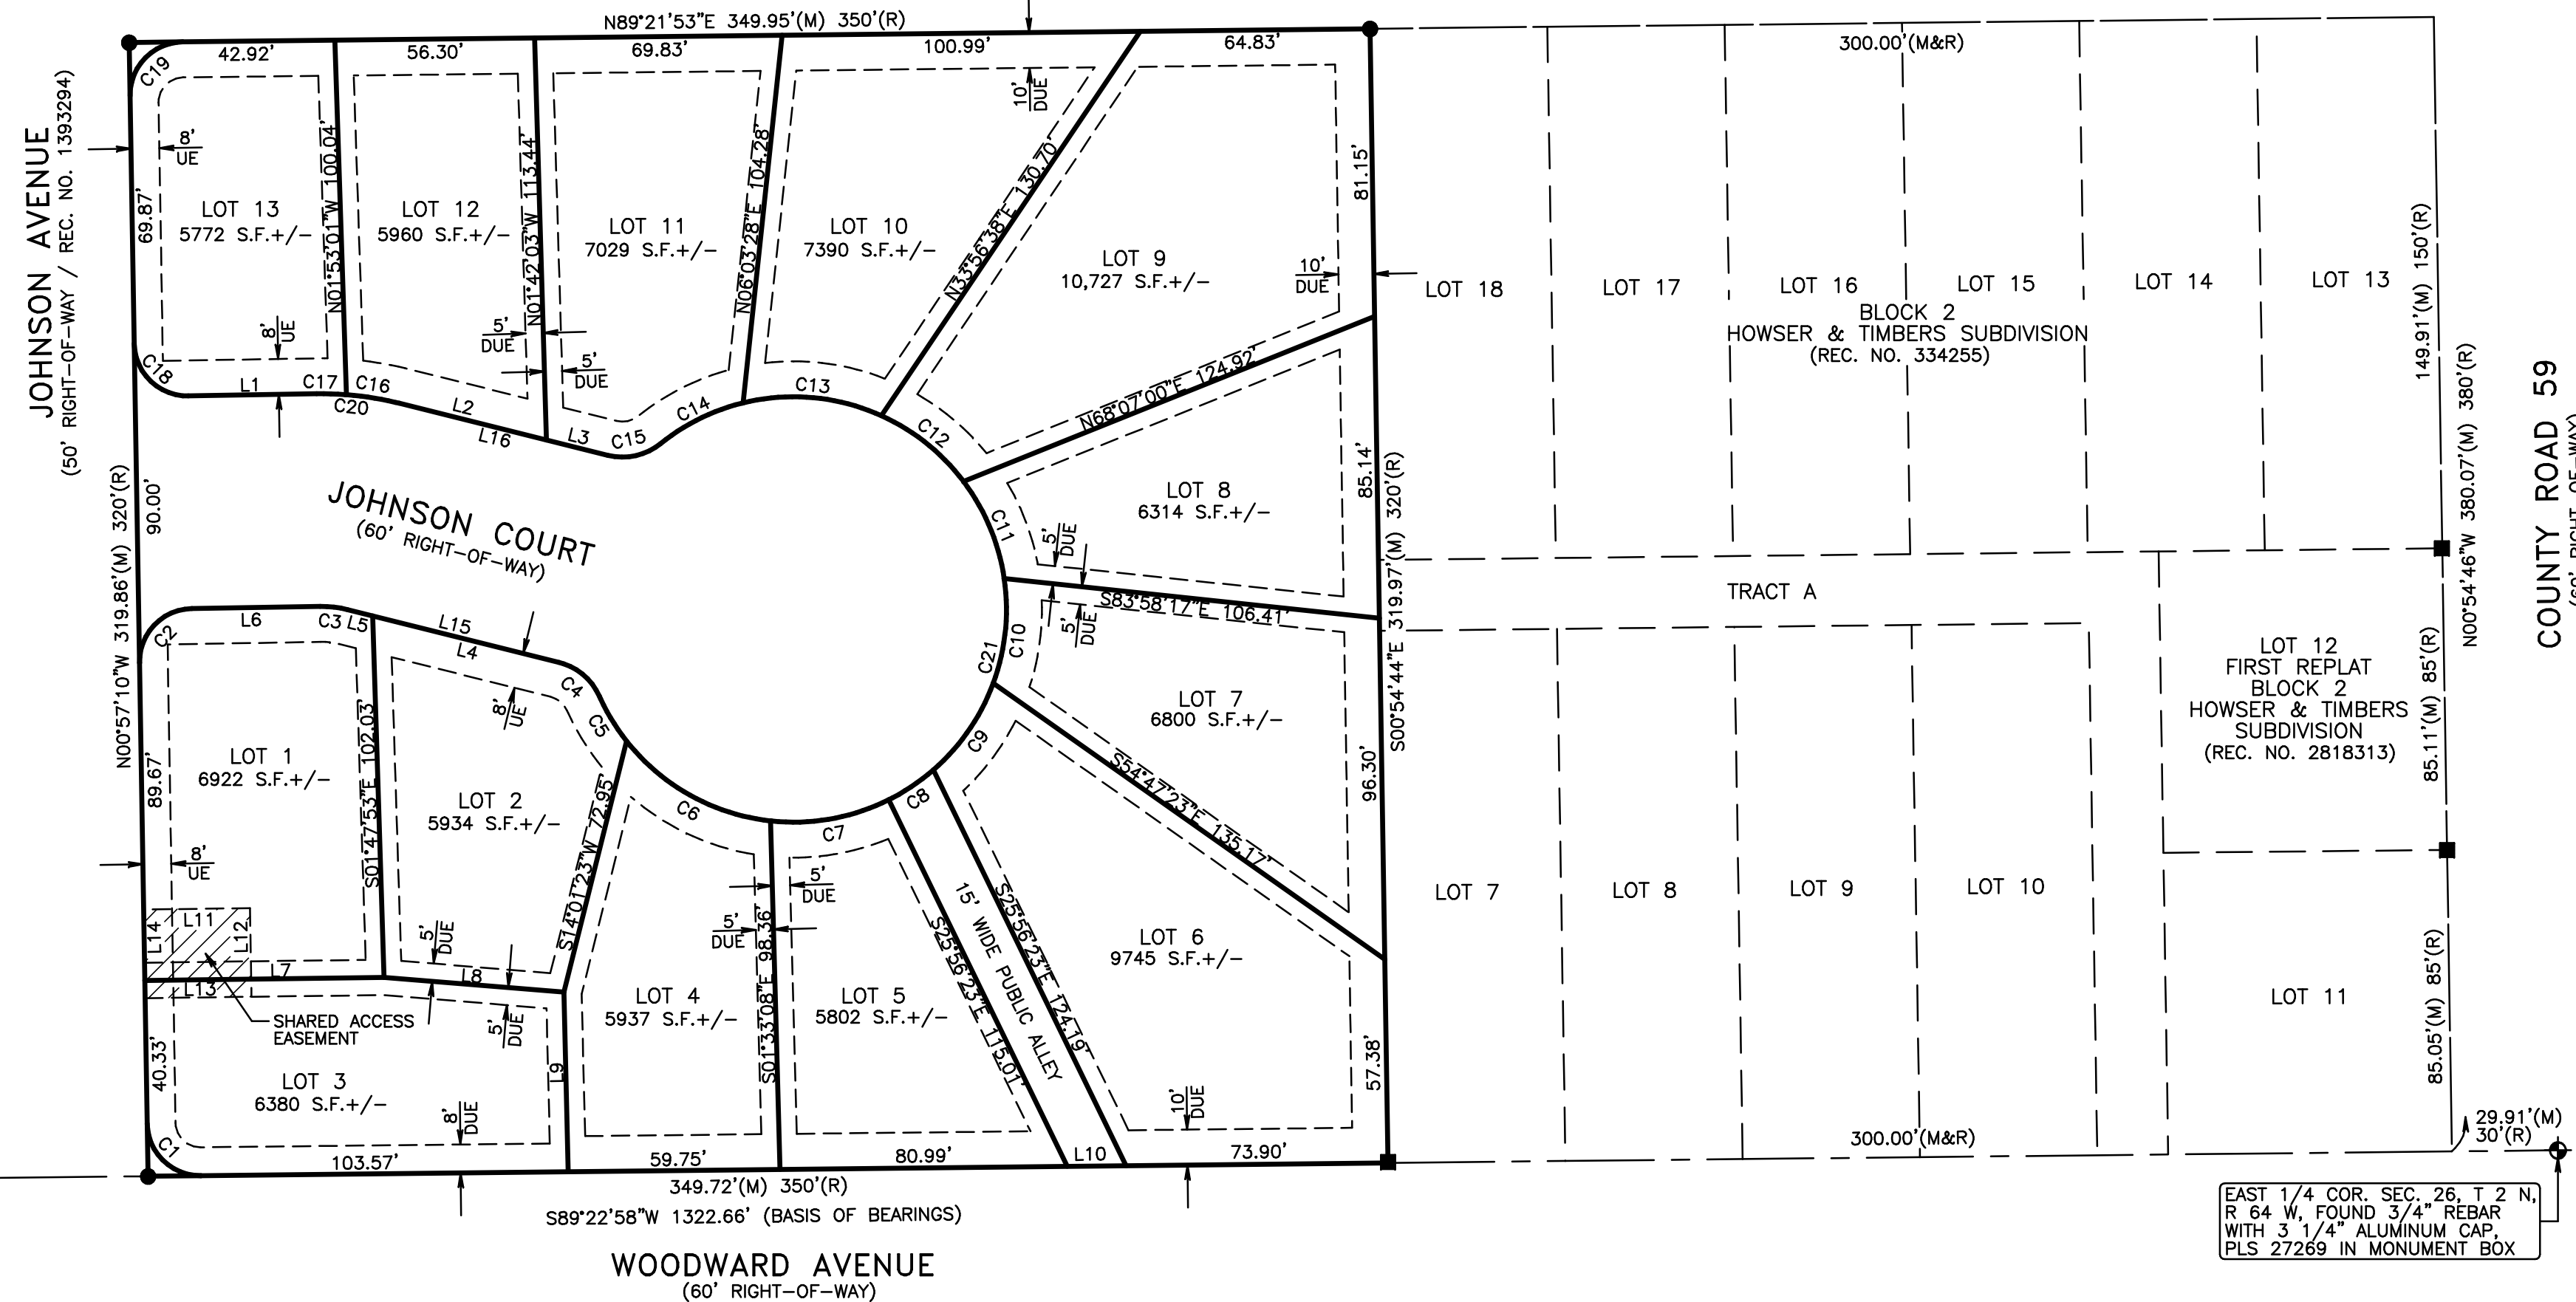 N89°21'53"E 349.95'(M) 350'(R)
42.92'
56.30'
69.83'
100.99'
64.83'
300.00'(M&R)
JOHNSON AVENUE
(50' RIGHT-OF-WAY / REC. NO. 1393294)
C19
8'
UE
69.87'
LOT 13
5772 S.F.+/-
N01°53'01"W 100.04'
LOT 12
5960 S.F.+/-
N01°42'03"W 113.44'
LOT 11
7029 S.F.+/-
N06°03'28"E 104.28'
LOT 10
7390 S.F.+/-
10'
DUE
N33°56'38"E 130.70'
LOT 9
10,727 S.F.+/-
10'
DUE
81.15'
8'
UE
5'
DUE
5'
DUE
C18
L1
C17
C16
C20
L2
L16
L3
C15
C14
C13
C12
N68°07'00"E 124.92'
LOT 8
6314 S.F.+/-
85.14'
C11
5'
DUE
S83°58'17"E 106.41'
5'
DUE
C10
C21
JOHNSON COURT
(60' RIGHT-OF-WAY)
N00°57'10"W 319.86'(M) 320'(R)
90.00'
S00°54'44"E 319.97'(M) 320'(R)
C2
L6
C3
L5
L15
L4
C4
C5
8'
UE
LOT 7
6800 S.F.+/-
S54°47'23"E 135.17'
96.30'
C9
C8
C7
C6
LOT 1
6922 S.F.+/-
89.67'
8'
UE
S01°47'53"E 102.03'
LOT 2
5934 S.F.+/-
S14°01'23"W 72.95'
5'
DUE
L11
L14
L12
L7
L13
L8
SHARED ACCESS
EASEMENT
5'
DUE
40.33'
LOT 3
6380 S.F.+/-
L9
8'
DUE
C1
103.57'
LOT 4
5937 S.F.+/-
5'
DUE
5'
DUE
S01°33'08"E 98.36'
59.75'
LOT 5
5802 S.F.+/-
80.99'
S25°56'23"E 115.01'
15' WIDE PUBLIC ALLEY
S25°56'23"E 124.19'
L10
LOT 6
9745 S.F.+/-
10'
DUE
57.38'
73.90'
349.72'(M) 350'(R)
S89°22'58"W 1322.66' (BASIS OF BEARINGS)
WOODWARD AVENUE
(60' RIGHT-OF-WAY)
LOT 18
LOT 17
LOT 16
LOT 15
LOT 14
LOT 13
BLOCK 2
HOWSER & TIMBERS SUBDIVISION
(REC. NO. 334255)
149.91'(M) 150'(R)
N00°54'46"W 380.07'(M) 380'(R)
COUNTY ROAD 59
TRACT A
LOT 12
FIRST REPLAT
BLOCK 2
HOWSER & TIMBERS
SUBDIVISION
(REC. NO. 2818313)
85.11'(M) 85'(R)
LOT 7
LOT 8
LOT 9
LOT 10
LOT 11
85.05'(M) 85'(R)
300.00'(M&R)
29.91'(M)
30'(R)
EAST 1/4 COR. SEC. 26, T 2 N,
R 64 W, FOUND 3/4" REBAR
WITH 3 1/4" ALUMINUM CAP,
PLS 27269 IN MONUMENT BOX